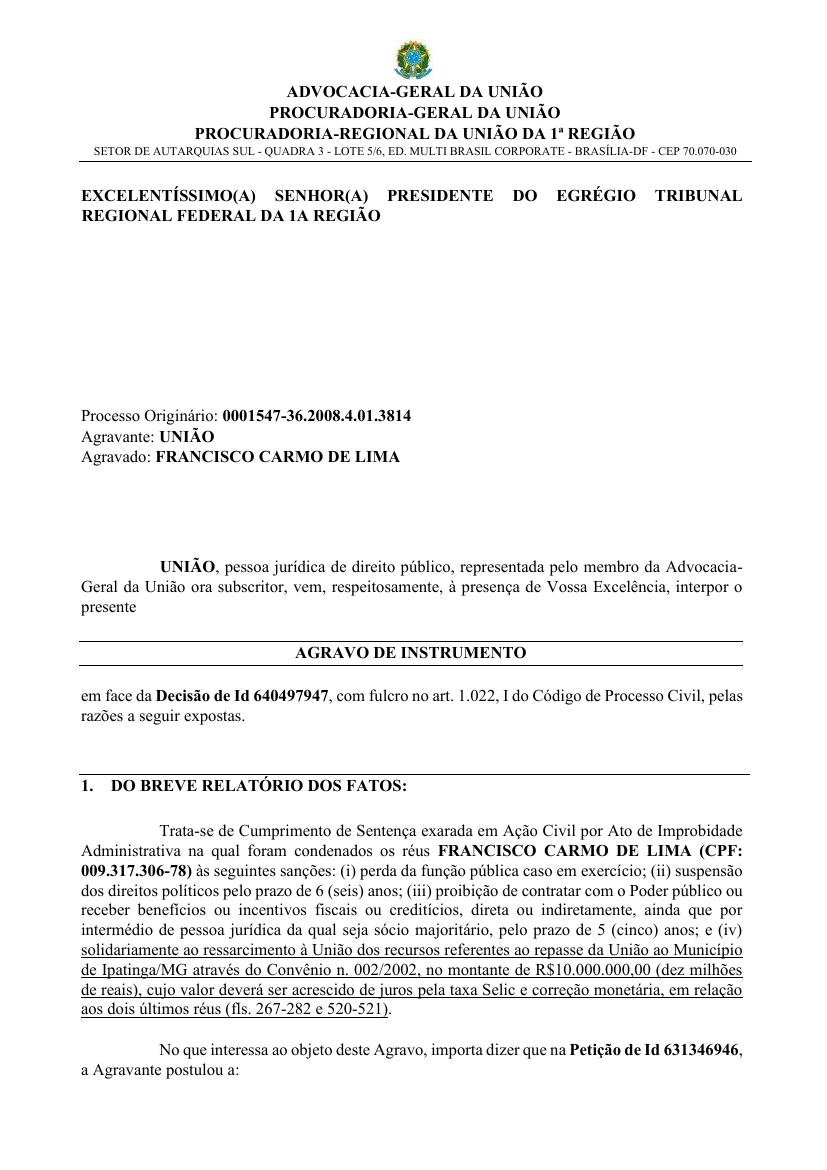 ADVOCACIA-GERAL DA UNIÃO
PROCURADORIA-GERAL DA UNIÃO
PROCURADORIA-REGIONAL DA UNIÃO DA 1ª REGIÃO
SETOR DE AUTARQUIAS SUL - QUADRA 3 - LOTE 5/6, ED. MULTI BRASIL CORPORATE - BRASÍLIA-DF - CEP 70.070-030
EXCELENTÍSSIMO(A) SENHOR(A) PRESIDENTE DO EGRÉGIO TRIBUNAL
REGIONAL FEDERAL DA 1A REGIÃO
Processo Originário: 0001547-36.2008.4.01.3814
Agravante: UNIÃO
Agravado: FRANCISCO CARMO DE LIMA
UNIÃO, pessoa jurídica de direito público, representada pelo membro da Advocacia-
Geral da União ora subscritor, vem, respeitosamente, à presença de Vossa Excelência, interpor o
presente
AGRAVO DE INSTRUMENTO
em face da Decisão de Id 640497947, com fulcro no art. 1.022, I do Código de Processo Civil, pelas
razões a seguir expostas.
1. DO BREVE RELATÓRIO DOS FATOS:
Trata-se de Cumprimento de Sentença exarada em Ação Civil por Ato de Improbidade
Administrativa na qual foram condenados os réus FRANCISCO CARMO DE LIMA (CPF:
009.317.306-78) às seguintes sanções: (i) perda da função pública caso em exercício; (ii) suspensão
dos direitos políticos pelo prazo de 6 (seis) anos; (iii) proibição de contratar com o Poder público ou
receber benefícios ou incentivos fiscais ou creditícios, direta ou indiretamente, ainda que por
intermédio de pessoa jurídica da qual seja sócio majoritário, pelo prazo de 5 (cinco) anos; e (iv)
solidariamente ao ressarcimento à União dos recursos referentes ao repasse da União ao Município
de Ipatinga/MG através do Convênio n. 002/2002, no montante de R$10.000.000,00 (dez milhões
de reais), cujo valor deverá ser acrescido de juros pela taxa Selic e correção monetária, em relação
aos dois últimos réus (fls. 267-282 e 520-521).
No que interessa ao objeto deste Agravo, importa dizer que na Petição de Id 631346946,
a Agravante postulou a: